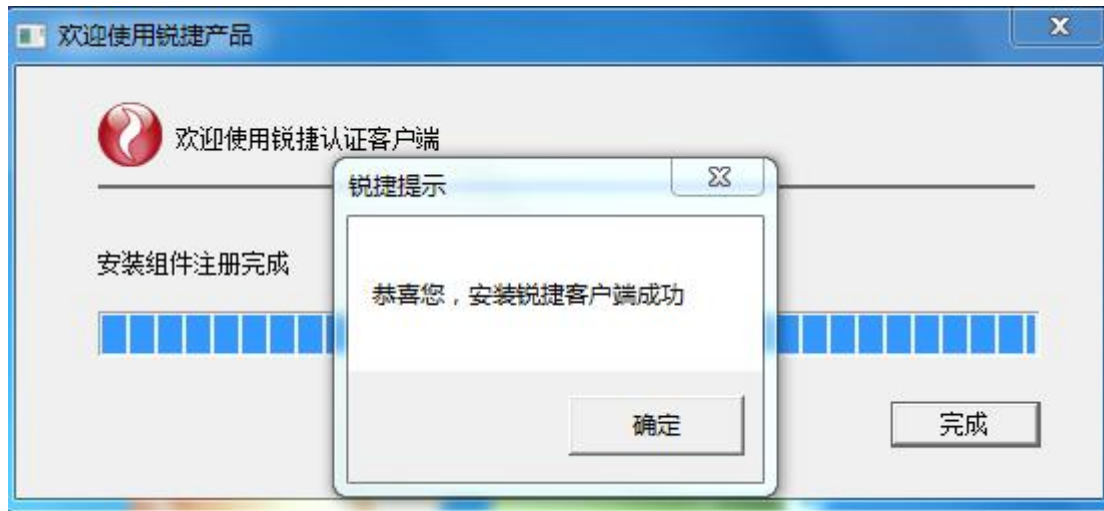 欢迎使用锐捷产品
欢迎使用锐捷认证客户端
锐捷提示
安装组件注册完成
恭喜您，安装锐捷客户端成功
确定
完成